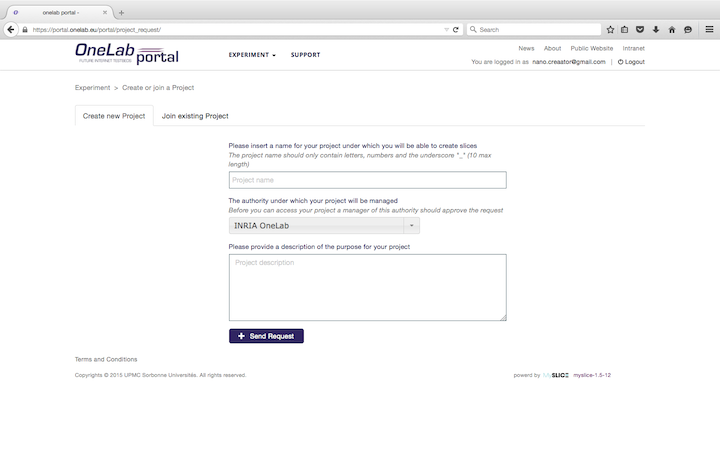 onelab portal -
https://portal.onelab.eu/portal/project_request/
Search
OneLab
FUTURE INTERNET TESTBEDS
portal
EXPERIMENT
SUPPORT
News About Public Website Intranet
You are logged in as nano.creaator@gmail.com | Logout
Experiment > Create or join a Project
Create new Project
Join existing Project
Please insert a name for your project under which you will be able to create slices
The project name should only contain letters, numbers and the underscore "_" (10 max
length)
Project name
The authority under which your project will be managed
Before you can access your project a manager of this authority should approve the request
INRIA OneLab
Please provide a description of the purpose for your project
Project description
Send Request
Terms and Conditions
Copyrights © 2015 UPMC Sorbonne Universités. All rights reserved.
powerd by MySLICE myslice-1.5-12